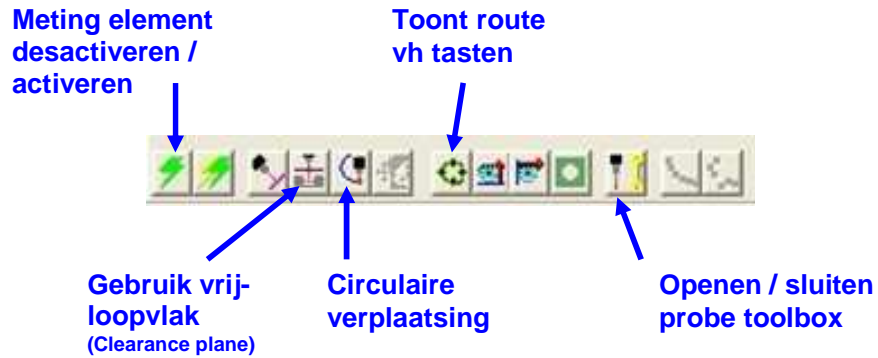 Meting element
desactiveren /
activeren
Toont route
vh tasten
Gebruik vrij-
loopvlak
(Clearance plane)
Circulaire
verplaatsing
Openen / sluiten
probe toolbox